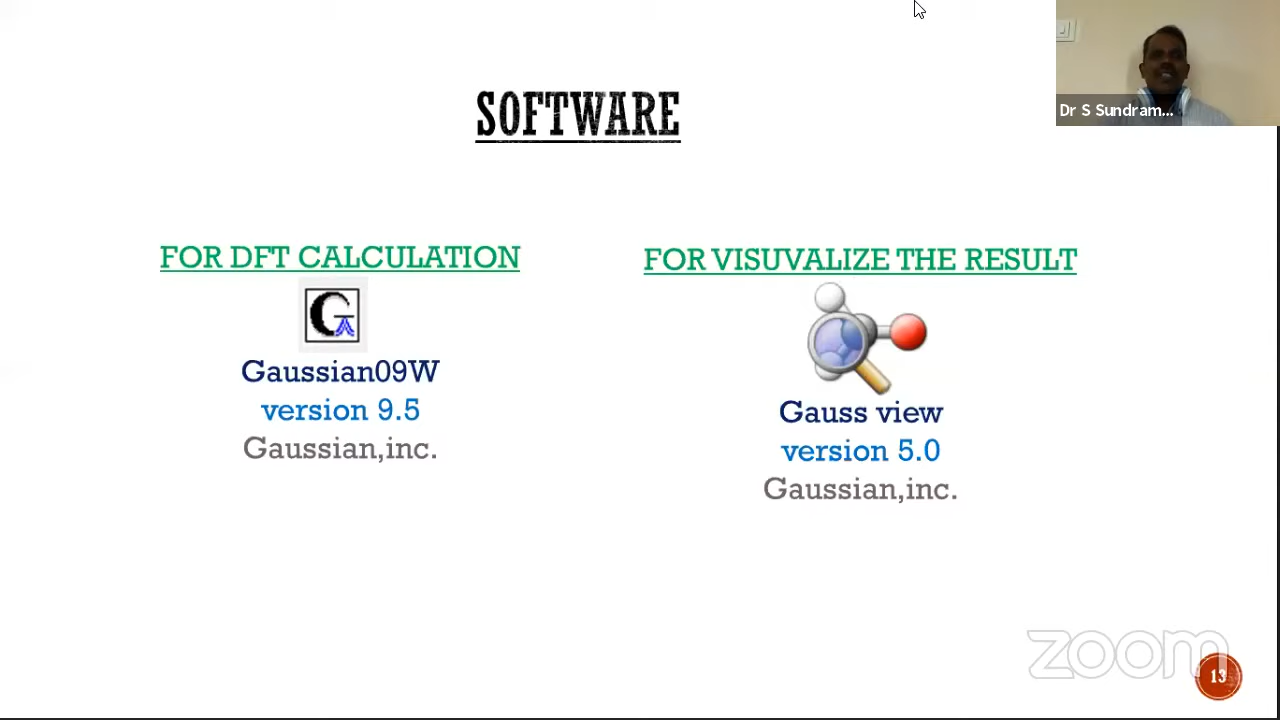 SOFTWARE
Dr S Sundram...
FOR DFT CALCULATION
Gaussian09W
version 9.5
Gaussian,inc.
FOR VISUVALIZE THE RESULT
Gauss view
version 5.0
Gaussian,inc.
zoom
13